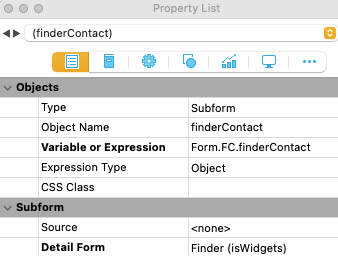 Property List
(finderContact)
Objects
Type Subform
Object Name finderContact
Variable or Expression Form.FC.finderContact
Expression Type Object
CSS Class
Subform
Source <none>
Detail Form Finder (isWidgets)